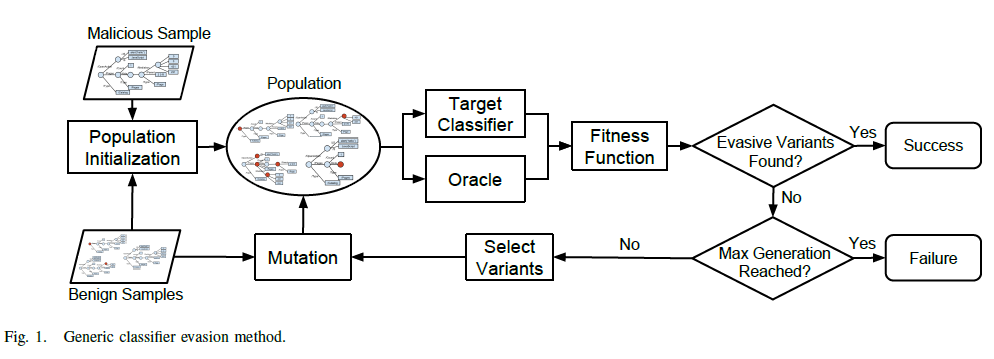 Malicious Sample
Population
Initialization
Population
Target
Classifier
Oracle
Fitness
Function
Evasive Variants
Found?
Yes
Success
No
Benign Samples
Mutation
Select
Variants
No
Max Generation
Reached?
Yes
Failure
Fig. 1. Generic classifier evasion method.